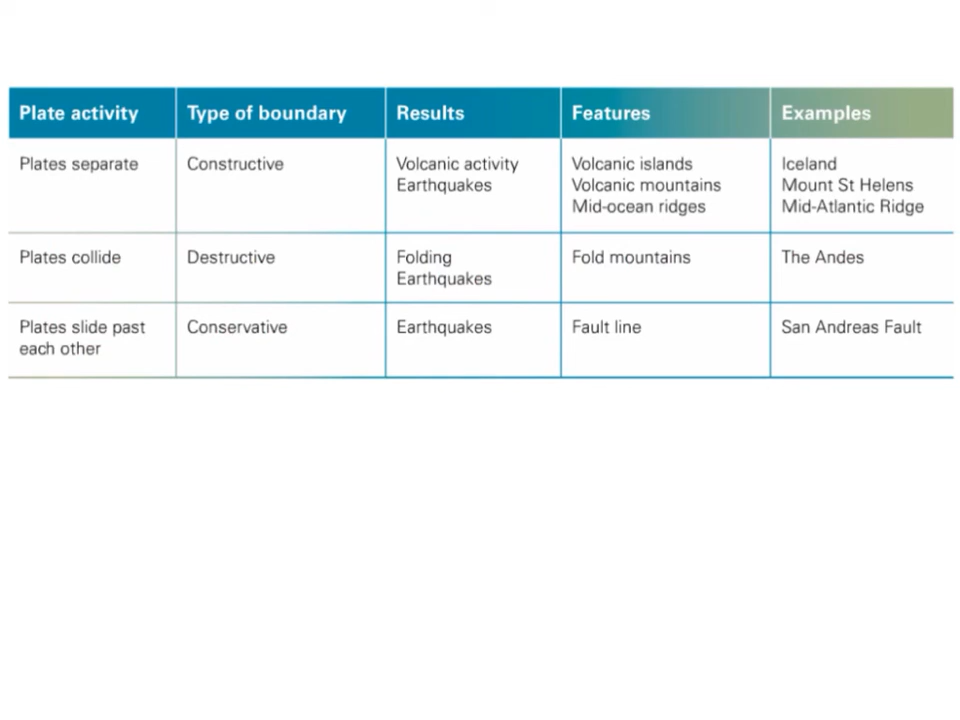 Plate activity Type of boundary Results Features Examples
Plates separate Constructive Volcanic activity Volcanic islands Iceland
Earthquakes Volcanic mountains Mount St Helens
Mid-ocean ridges Mid-Atlantic Ridge
Plates collide Destructive Folding Fold mountains The Andes
Earthquakes
Plates slide past Conservative Earthquakes Fault line San Andreas Fault
each other